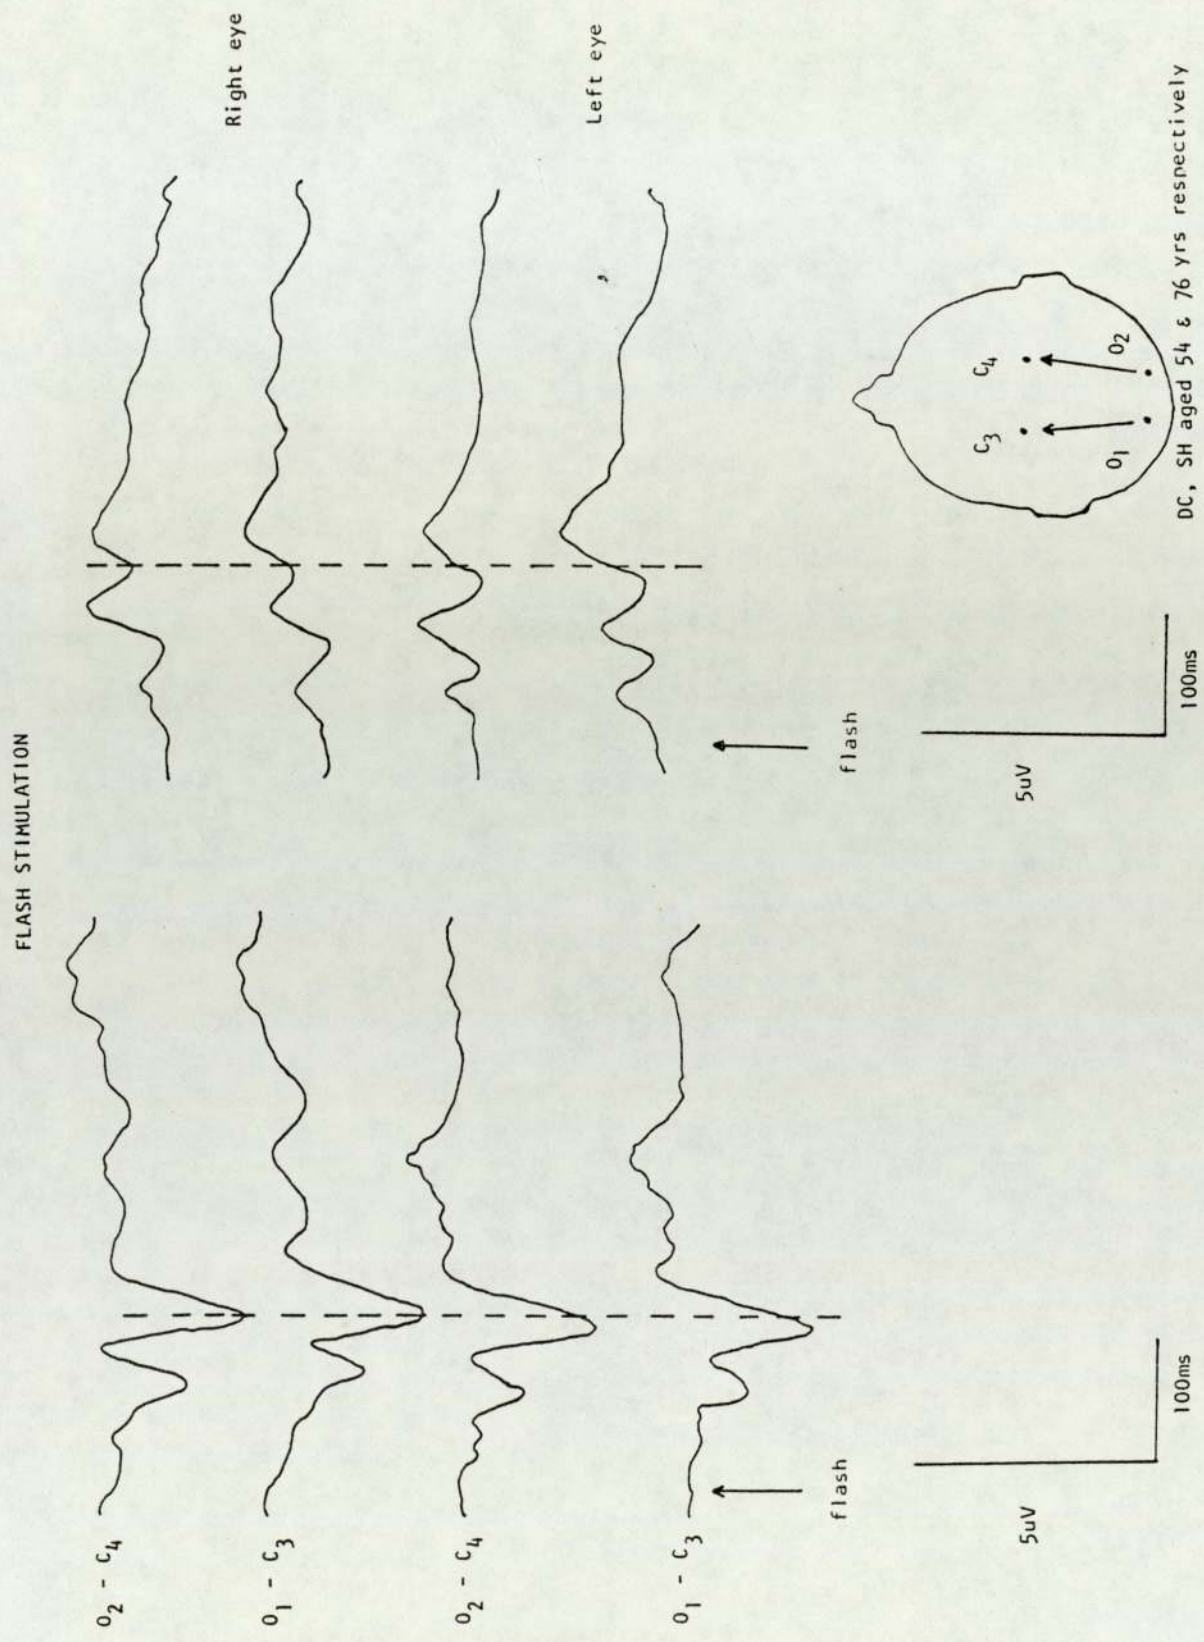 FLASH STIMULATION
O₂ - C₄
O₁ - C₃
Right eye
O₂ - C₄
O₁ - C₃
Left eye
flash
flash
5uV
100ms
5uV
100ms
C₃
C₄
O₁
O₂
DC, SH aged 54 & 76 yrs respectively